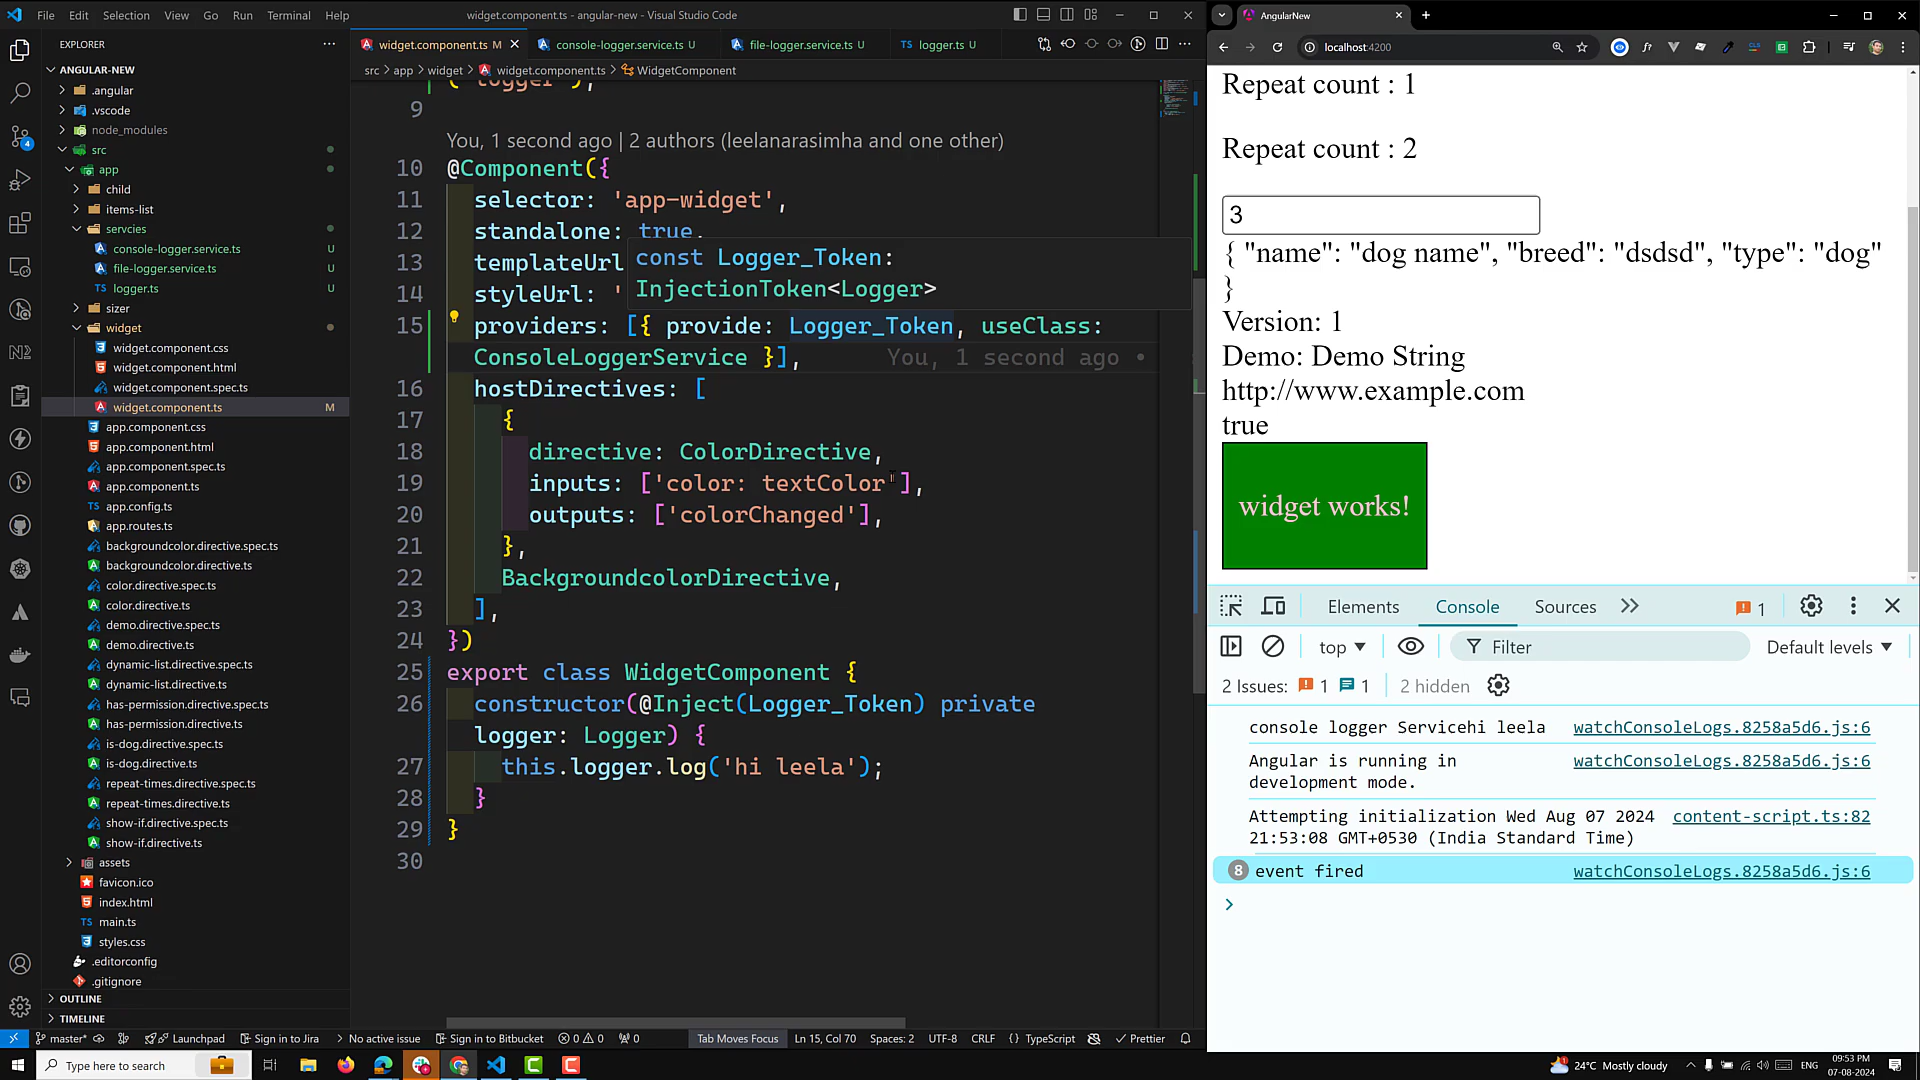 File Edit Selection View Go Run Terminal Help
widget.component.ts - angular-new - Visual Studio Code
EXPLORER
ANGULAR-NEW
.angular
.vscode
node_modules
src
app
child
items-list
servcies
console-logger.service.ts U
file-logger.service.ts U
logger.ts U
sizer
widget
widget.component.css
widget.component.html
widget.component.spec.ts
widget.component.ts M
app.component.css
app.component.html
app.component.spec.ts
app.component.ts
app.config.ts
app.routes.ts
backgroundcolor.directive.spec.ts
backgroundcolor.directive.ts
color.directive.spec.ts
color.directive.ts
demo.directive.spec.ts
demo.directive.ts
dynamic-list.directive.spec.ts
dynamic-list.directive.ts
has-permission.directive.spec.ts
has-permission.directive.ts
is-dog.directive.spec.ts
is-dog.directive.ts
repeat-times.directive.spec.ts
repeat-times.directive.ts
show-if.directive.spec.ts
show-if.directive.ts
assets
favicon.ico
index.html
main.ts
styles.css
.editorconfig
.gitignore
OUTLINE
TIMELINE
widget.component.ts M console-logger.service.ts U file-logger.service.ts U TS logger.ts U
src > app > widget > widget.component.ts > WidgetComponent
9
You, 1 second ago | 2 authors (leelanarasimha and one other)
10 @Component({
11 selector: 'app-widget',
12 standalone: true,
13 templateUrl
14 styleUrl: '
const Logger_Token:
InjectionToken<Logger>
15 providers: [{ provide: Logger_Token, useClass:
ConsoleLoggerService }], You, 1 second ago •
16 hostDirectives: [
17 {
18 directive: ColorDirective,
19 inputs: ['color: textColor'],
20 outputs: ['colorChanged'],
21 },
22 BackgroundcolorDirective,
23 ],
24 })
25 export class WidgetComponent {
26 constructor(@Inject(Logger_Token) private
logger: Logger) {
27 this.logger.log('hi leela');
28 }
29 }
30
master* Launchpad Sign in to Jira No active issue Sign in to Bitbucket 0 0 0 Tab Moves Focus Ln 15, Col 70 Spaces: 2 UTF-8 CRLF {} TypeScript Prettier
AngularNew
localhost:4200
Repeat count : 1
Repeat count : 2
3
{ "name": "dog name", "breed": "dsdsd", "type": "dog"
}
Version: 1
Demo: Demo String
http://www.example.com
true
widget works!
Elements Console Sources 1
top Filter Default levels
2 Issues: 1 1 2 hidden
console logger Servicehi leela watchConsoleLogs.8258a5d6.js:6
Angular is running in watchConsoleLogs.8258a5d6.js:6
development mode.
Attempting initialization Wed Aug 07 2024 content-script.ts:82
21:53:08 GMT+0530 (India Standard Time)
8 event fired watchConsoleLogs.8258a5d6.js:6
Type here to search
24°C Mostly cloudy ENG 09:53 PM
07-08-2024